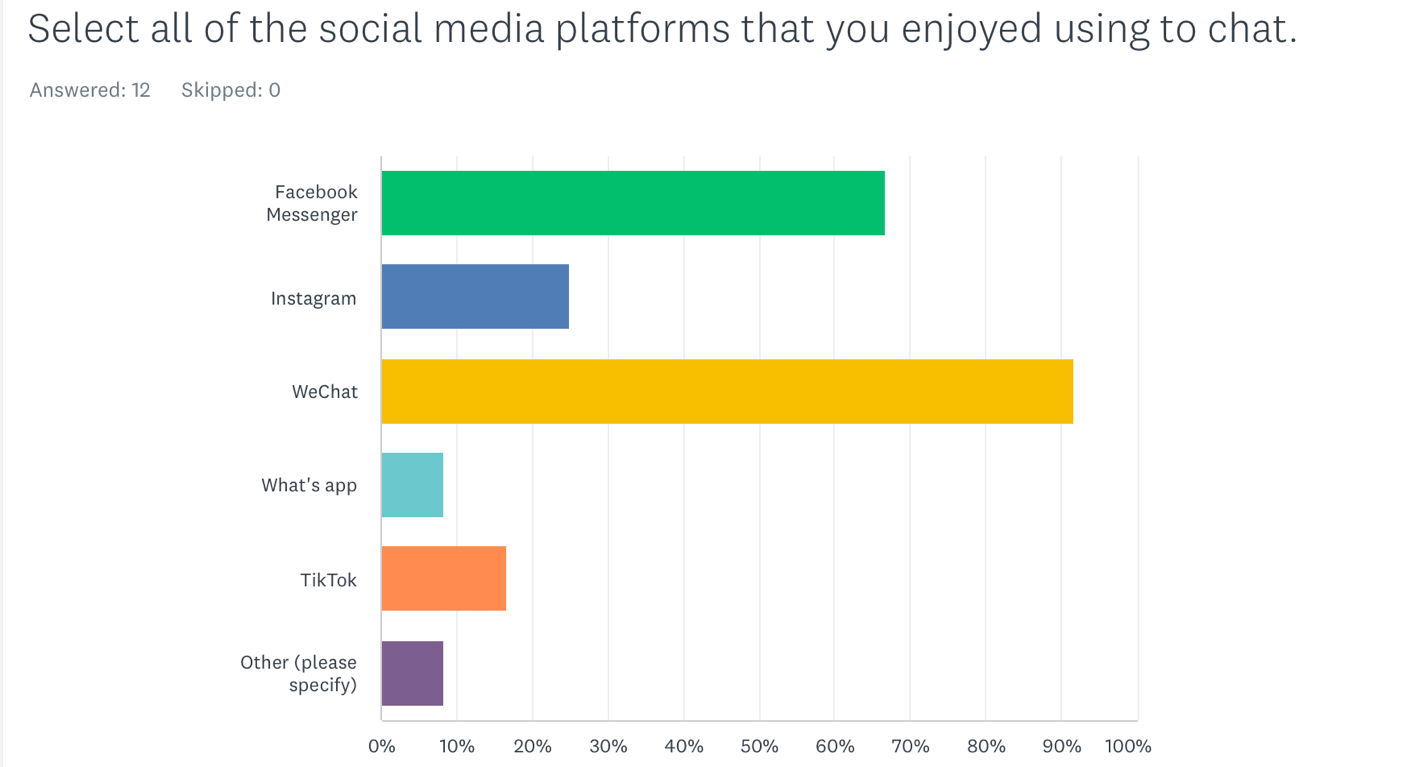 Select all of the social media platforms that you enjoyed using to chat.
Answered: 12 Skipped: 0
Facebook
Messenger
Instagram
WeChat
What's app
TikTok
Other (please
specify)
0% 10% 20% 30% 40% 50% 60% 70% 80% 90% 100%